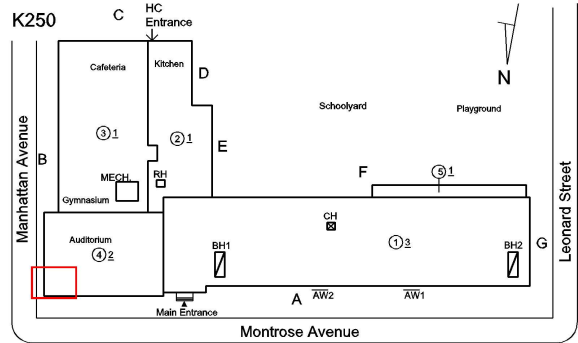 K250
C
HC
Entrance
Cafeteria
Kitchen
D
N
Schoolyard
Playground
Manhattan Avenue
B
3 1
2 1
E
MECH.
RH
F
5 1
Gymnasium
Leonard Street
CH
Auditorium
4 2
BH1
1 3
BH2
G
A
AW2
AW1
Main Entrance
Montrose Avenue